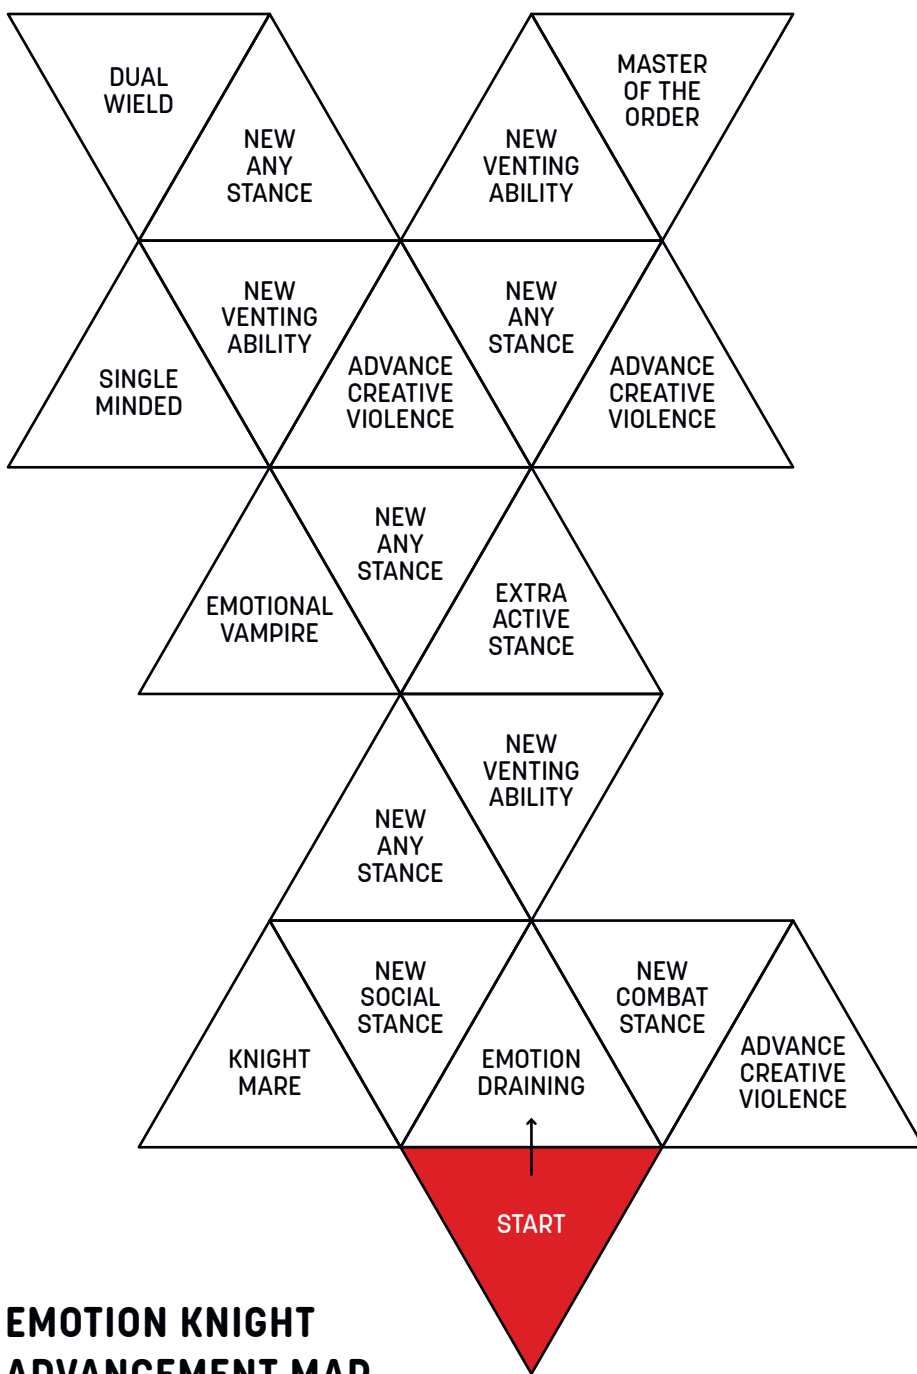 DUAL
WIELD
NEW
ANY
STANCE
NEW
VENTING
ABILITY
MASTER
OF THE
ORDER
SINGLE
MINDED
NEW
VENTING
ABILITY
ADVANCE
CREATIVE
VIOLENCE
NEW
ANY
STANCE
ADVANCE
CREATIVE
VIOLENCE
EMOTIONAL
VAMPIRE
NEW
ANY
STANCE
EXTRA
ACTIVE
STANCE
NEW
ANY
STANCE
NEW
VENTING
ABILITY
KNIGHT
MARE
NEW
SOCIAL
STANCE
EMOTION
DRAINING
NEW
COMBAT
STANCE
ADVANCE
CREATIVE
VIOLENCE
START
EMOTION KNIGHT
ADVANCEMENT MAP